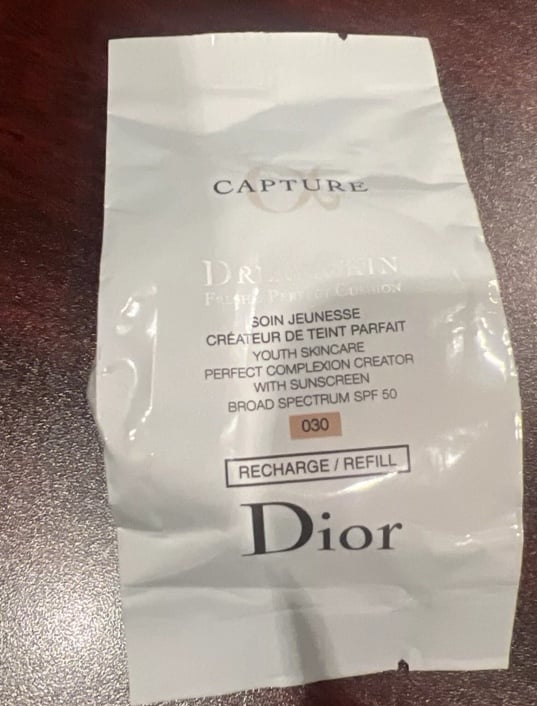 CAPTURE
SOIN JEUNESSE
CRÉATEUR DE TEINT PARFAIT
YOUTH SKINCARE
PERFECT COMPLEXION CREATOR
WITH SUNSCREEN
BROAD SPECTRUM SPF 50
030
RECHARGE / REFILL
Dior